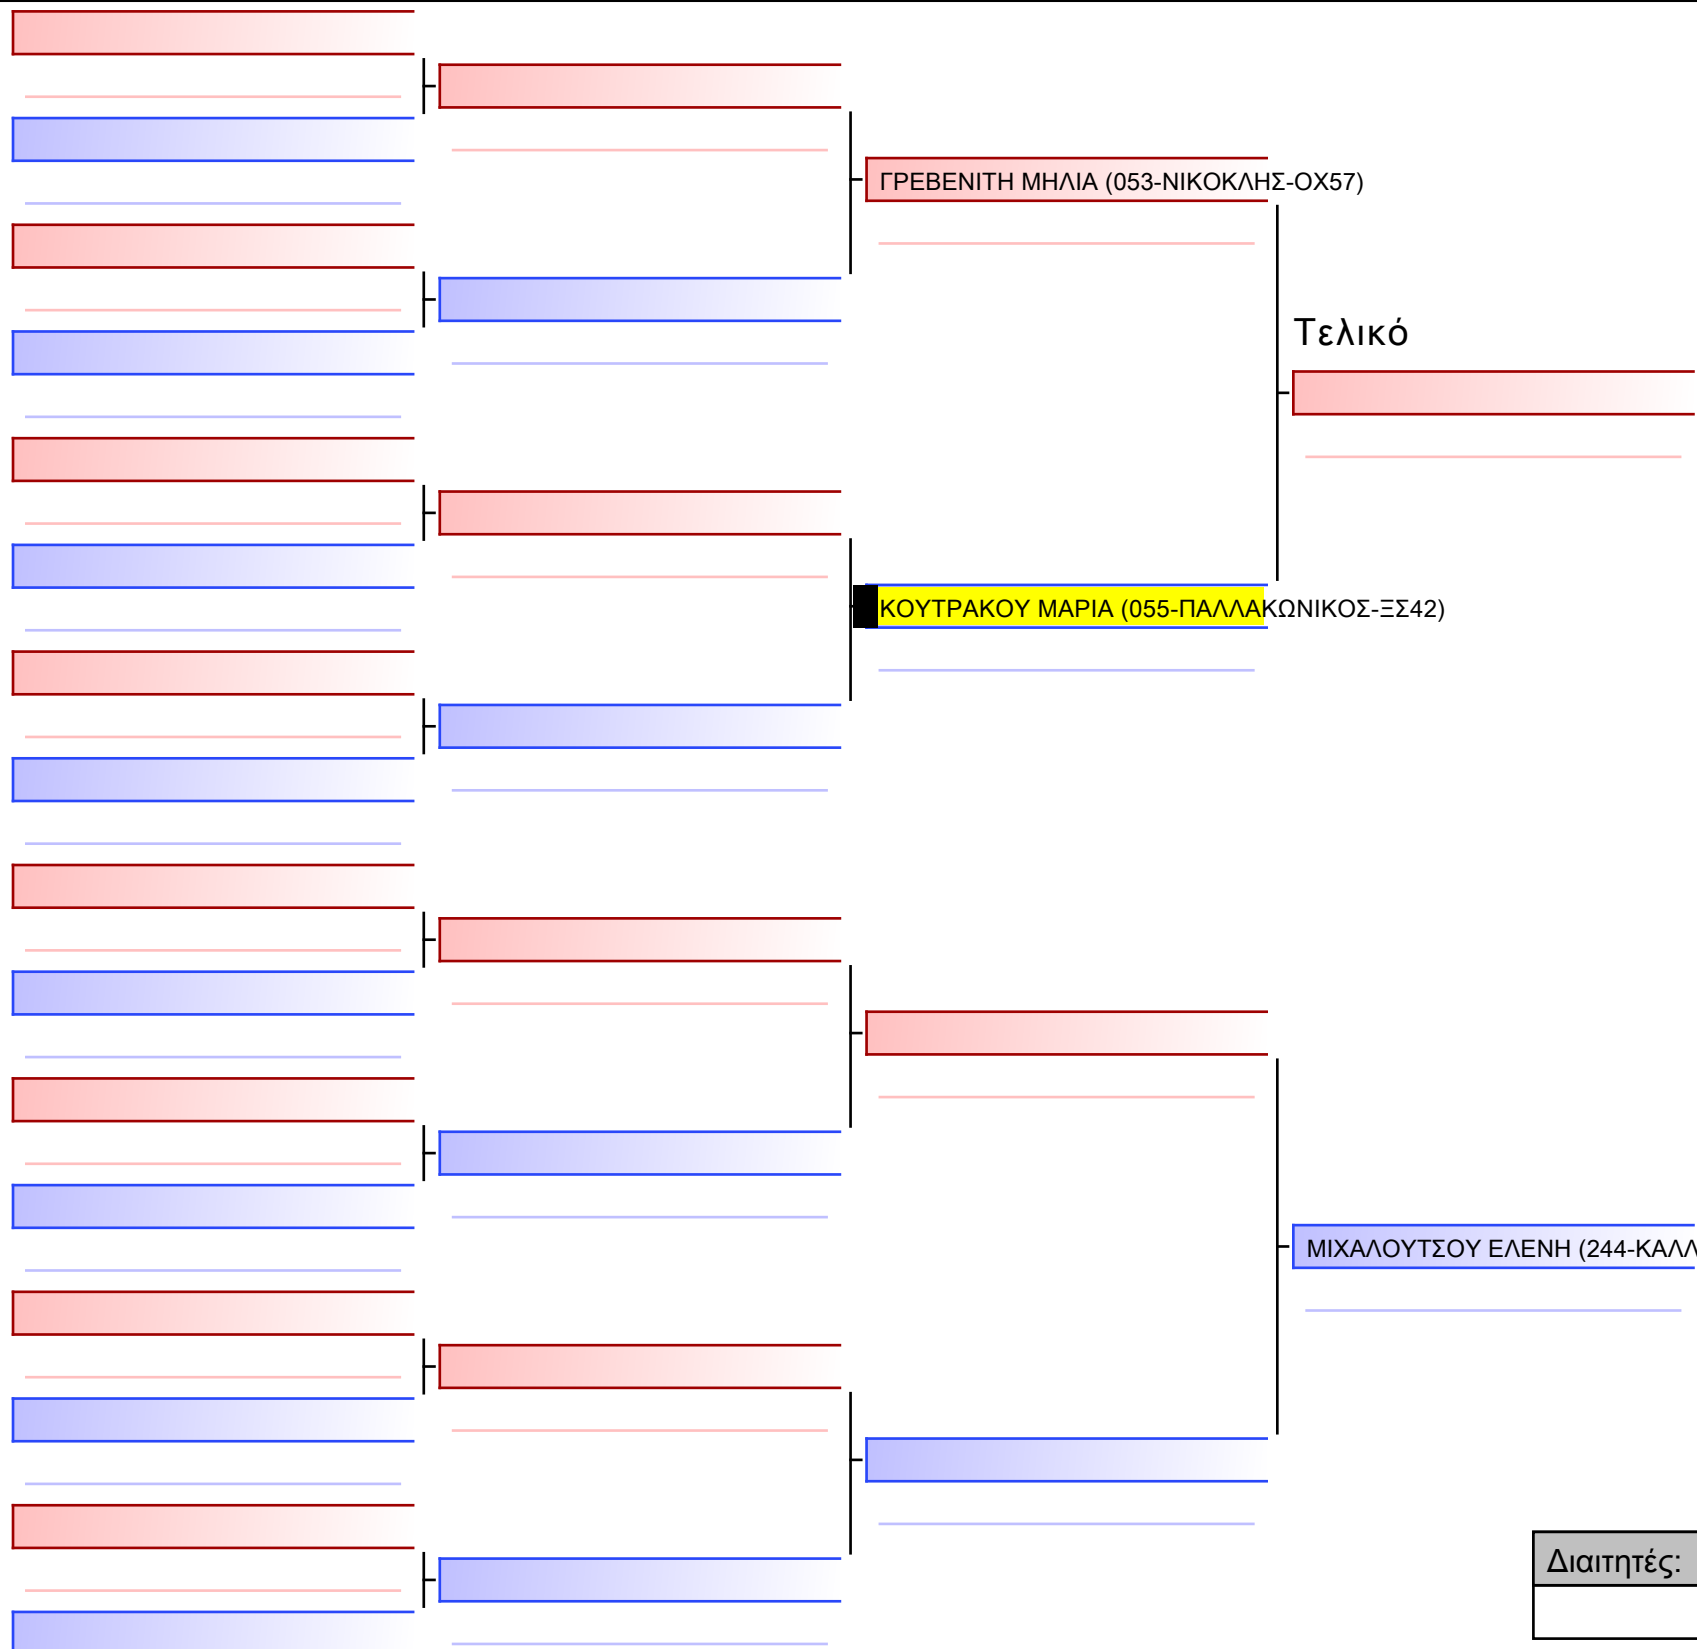 ΓΡΕΒΕΝΙΤΗ ΜΗΛΙΑ (053-ΝΙΚΟΚΛΗΣ-ΟΧ57)
Τελικό
ΚΟΥΤΡΑΚΟΥ ΜΑΡΙΑ (055-ΠΑΛΛΑΚΩΝΙΚΟΣ-ΞΣ42)
ΜΙΧΑΛΟΥΤΣΟΥ ΕΛΕΝΗ (244-ΚΑΛΛ
Διαιτητές: